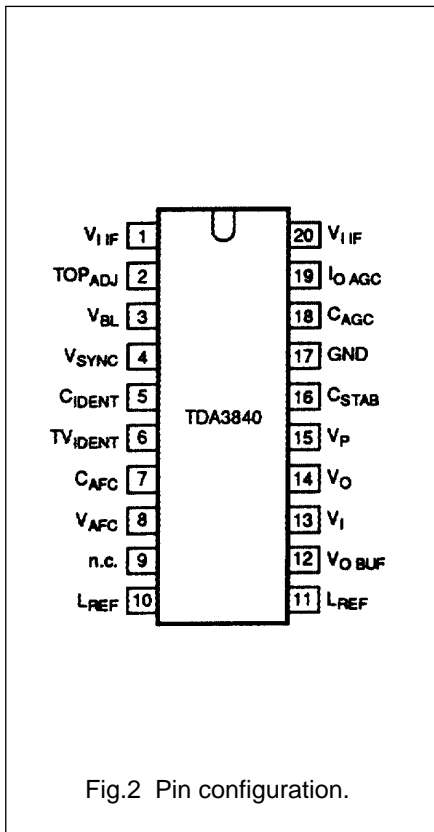 V_I IF 1 20 V_I IF
TOP_ADJ 2 19 I_O AGC
V_BL 3 18 C_AGC
V_SYNC 4 17 GND
C_IDENT 5 16 C_STAB
TDA3840
TV_IDENT 6 15 V_P
C_AFC 7 14 V_O
V_AFC 8 13 V_I
n.c. 9 12 V_O BUF
L_REF 10 11 L_REF
Fig.2 Pin configuration.